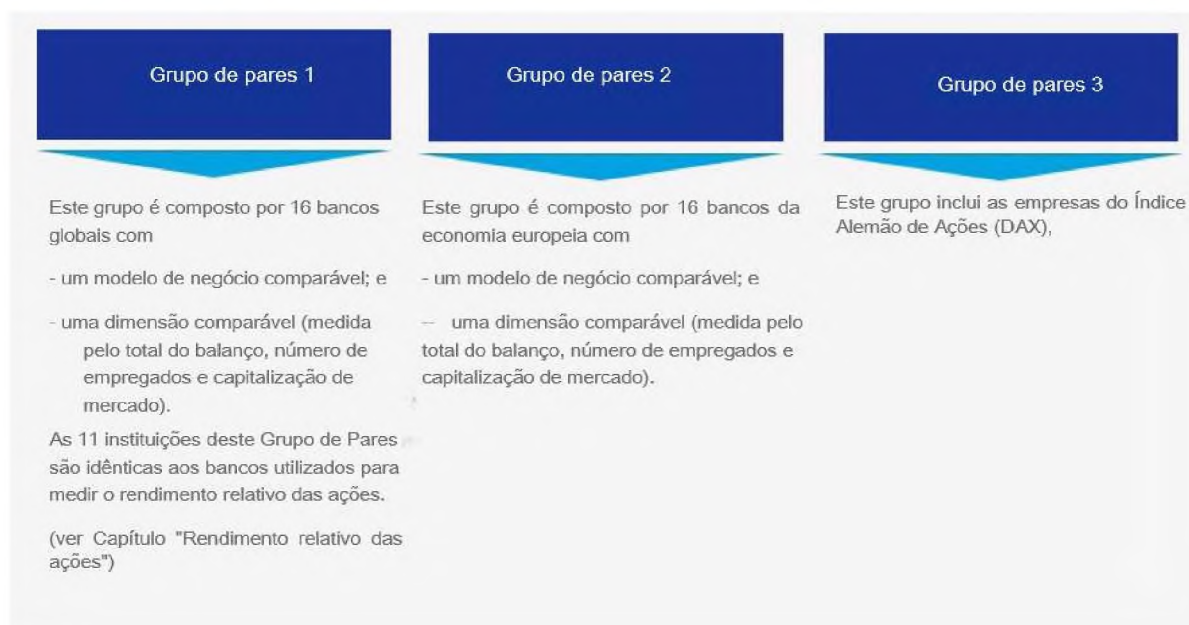 Grupo de pares 1
Este grupo é composto por 16 bancos
globais com
- um modelo de negócio comparável; e
- uma dimensão comparável (medida
pelo total do balanço, número de
empregados e capitalização de
mercado).
As 11 instituições deste Grupo de Pares
são idênticas aos bancos utilizados para
medir o rendimento relativo das ações.
(ver Capítulo "Rendimento relativo das
ações")
Grupo de pares 2
Este grupo é composto por 16 bancos da
economia europeia com
- um modelo de negócio comparável; e
-- uma dimensão comparável (medida pelo
total do balanço, número de empregados e
capitalização de mercado).
Grupo de pares 3
Este grupo inclui as empresas do Índice
Alemão de Ações (DAX),